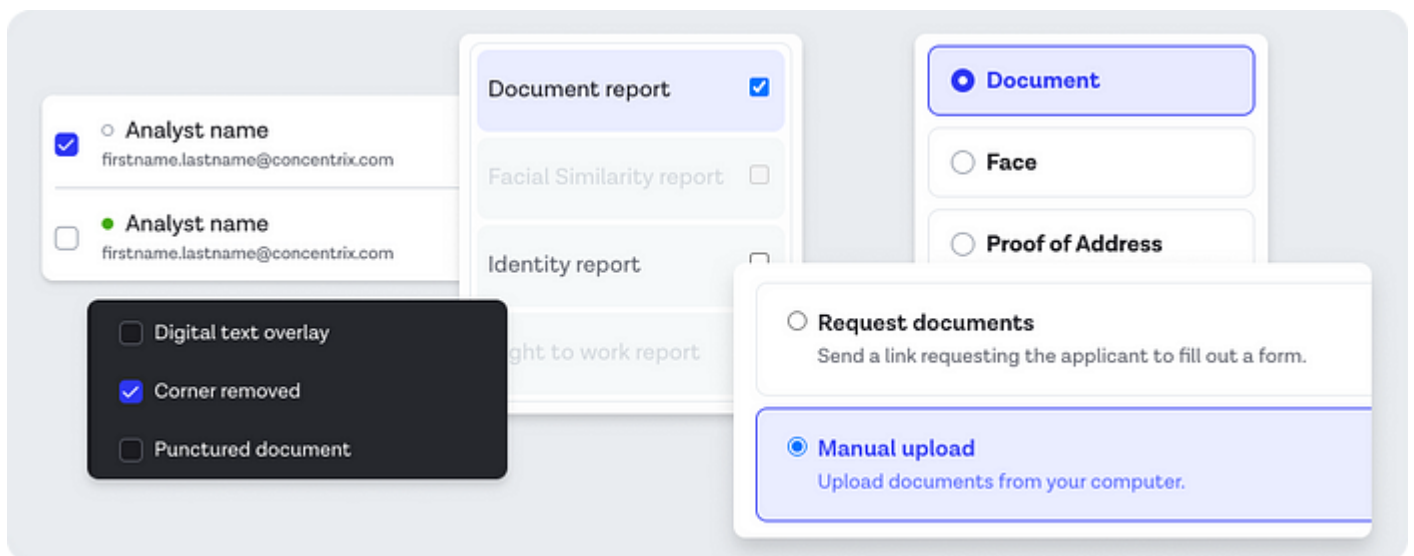 Analyst name
firstname.lastname@concentrix.com
Analyst name
firstname.lastname@concentrix.com
Document report
Facial Similarity report
Identity report
ght to work report
Document
Face
Proof of Address
Digital text overlay
Corner removed
Punctured document
Request documents
Send a link requesting the applicant to fill out a form.
Manual upload
Upload documents from your computer.